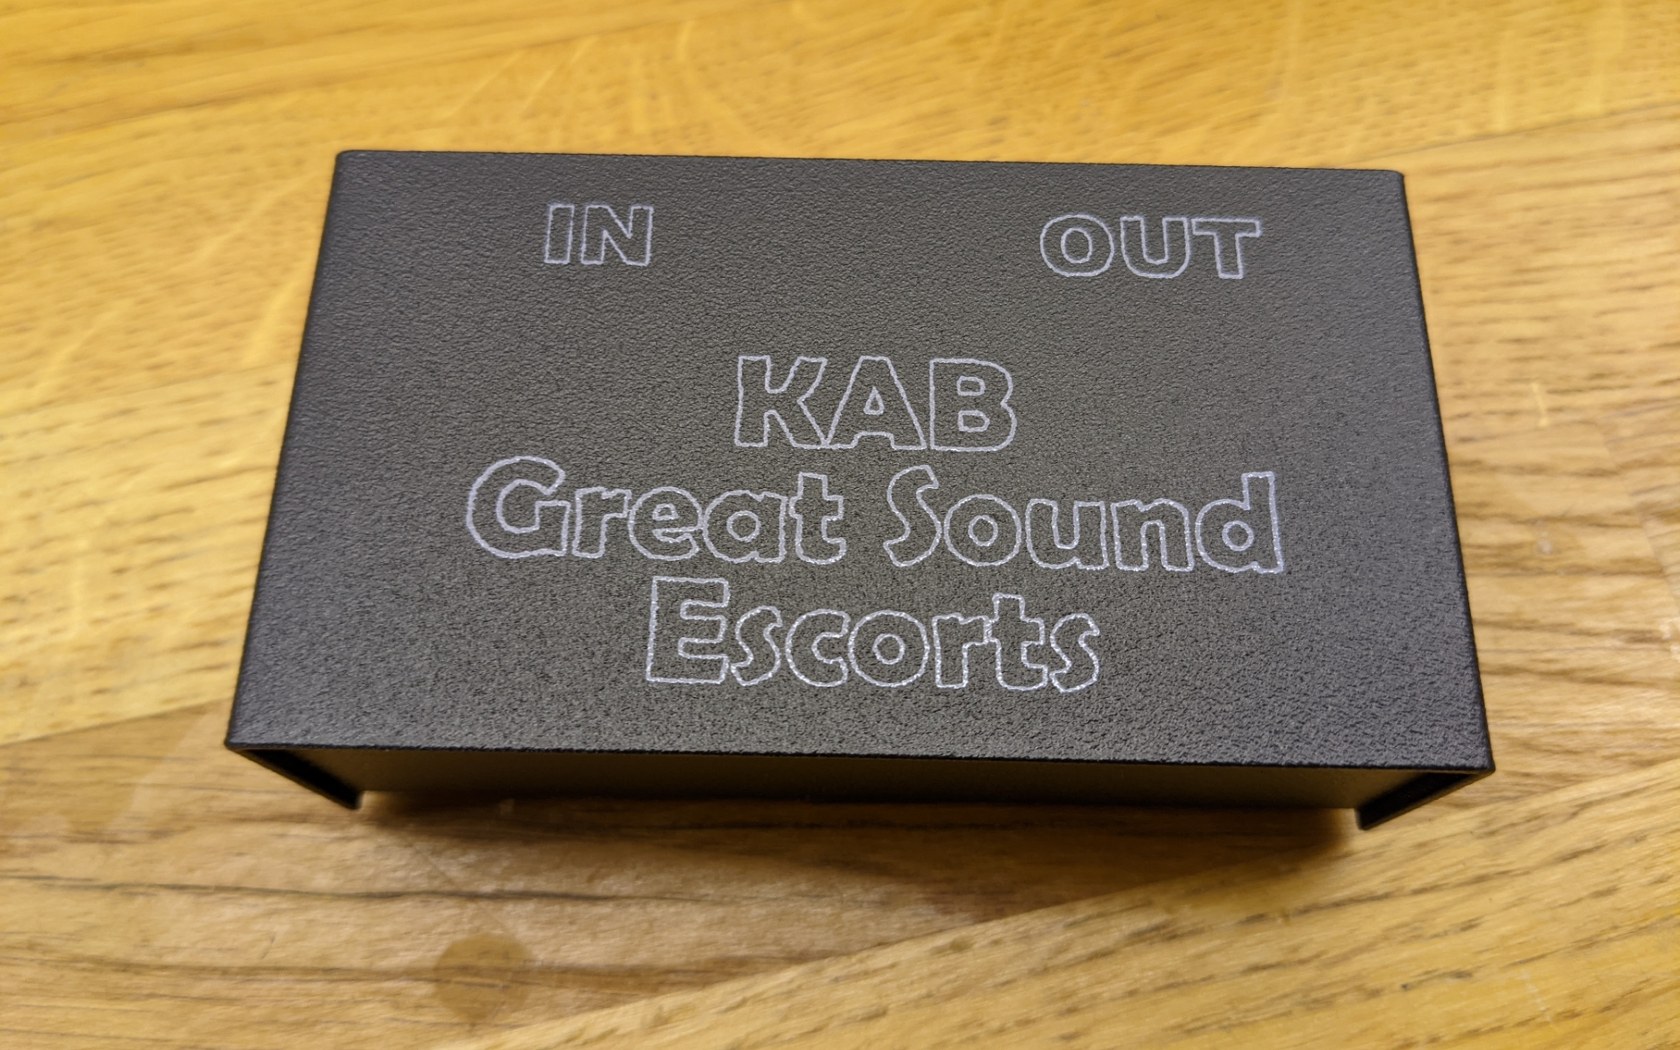 IN OUT
KAB
Great Sound
Escorts